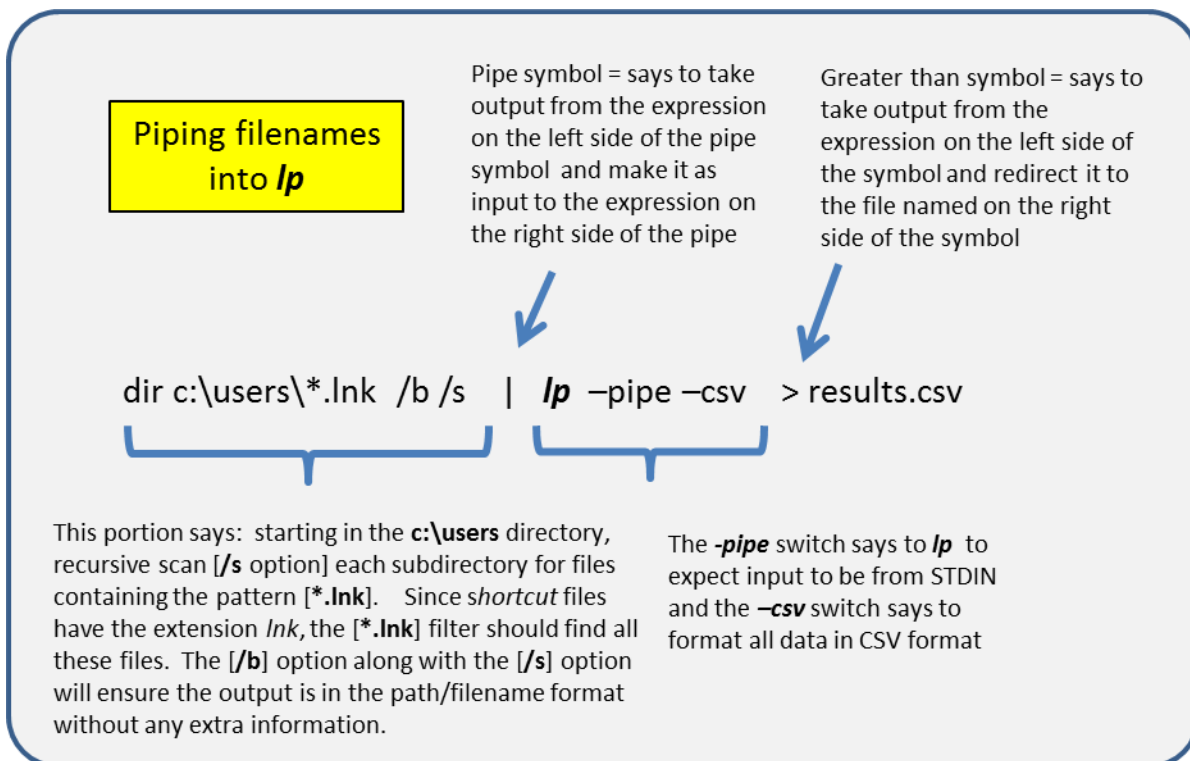 Piping filenames
into lp
Pipe symbol = says to take
output from the expression
on the left side of the pipe
symbol and make it as
input to the expression on
the right side of the pipe
Greater than symbol = says to
take output from the
expression on the left side of
the symbol and redirect it to
the file named on the right
side of the symbol
dir c:\users\*.lnk /b /s | lp –pipe –csv > results.csv
This portion says: starting in the c:\users directory,
recursive scan [/s option] each subdirectory for files
containing the pattern [*.lnk]. Since shortcut files
have the extension lnk, the [*.lnk] filter should find all
these files. The [/b] option along with the [/s] option
will ensure the output is in the path/filename format
without any extra information.
The -pipe switch says to lp to
expect input to be from STDIN
and the –csv switch says to
format all data in CSV format